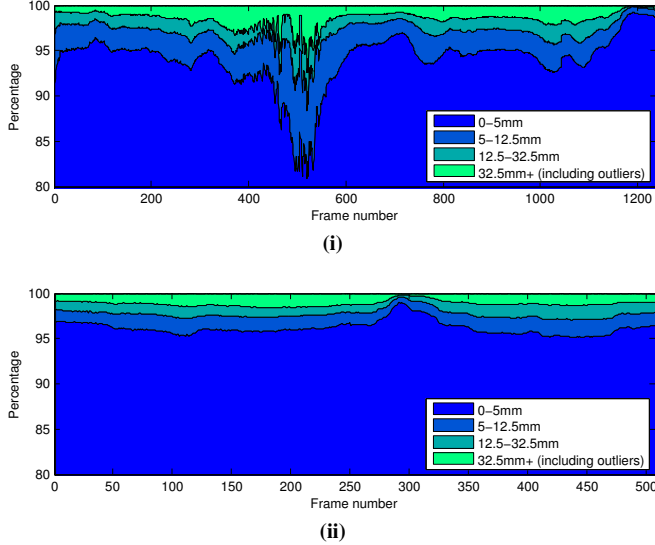 100
95
90
85
80
Percentage
0-5mm
5-12.5mm
12.5-32.5mm
32.5mm+ (including outliers)
0 200 400 600 800 1000 1200
Frame number
(i)
100
95
90
85
80
Percentage
0-5mm
5-12.5mm
12.5-32.5mm
32.5mm+ (including outliers)
0 50 100 150 200 250 300 350 400 450 500
Frame number
(ii)